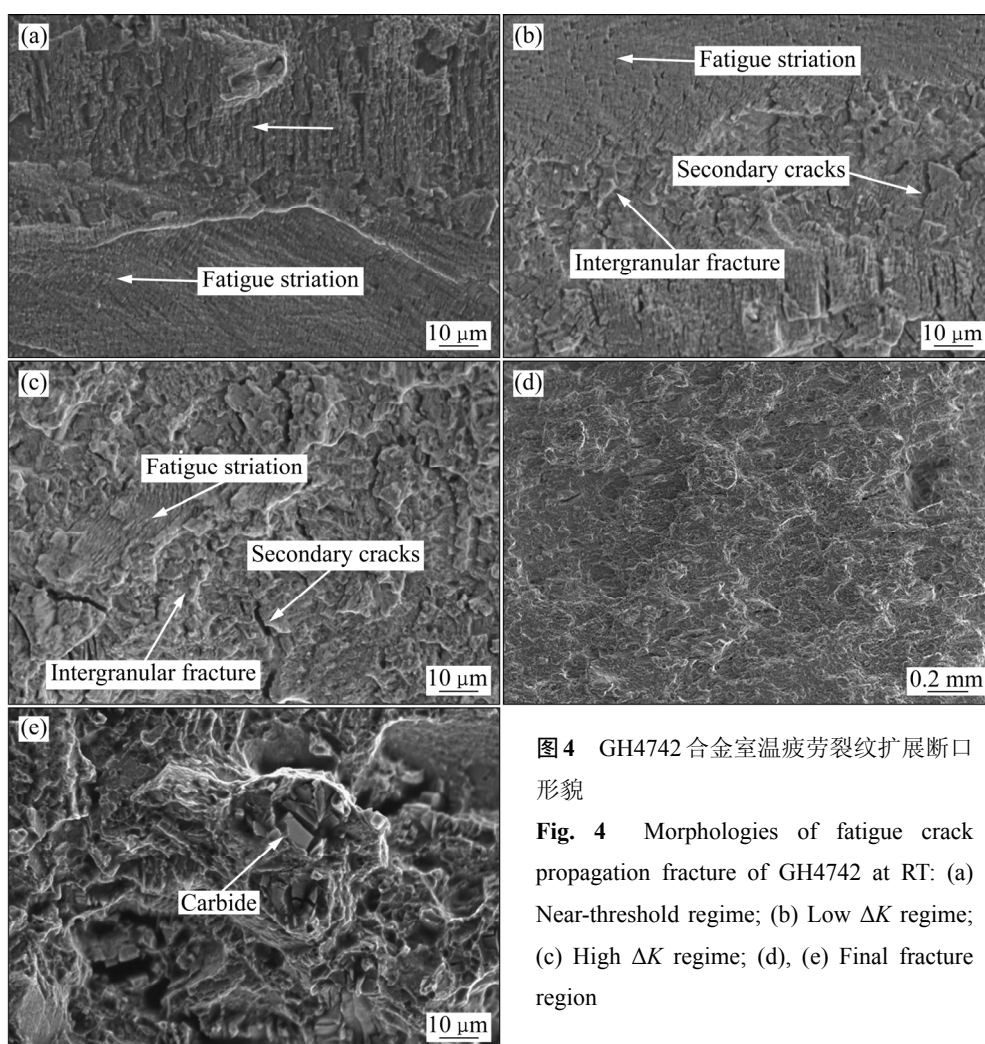 (a)
Fatigue striation
10 μm
(b)
Fatigue striation
Secondary cracks
Intergranular fracture
10 μm
(c)
Fatiguc striation
Secondary cracks
Intergranular fracture
10 μm
(d)
0.2 mm
(e)
Carbide
10 μm
图4 GH4742合金室温疲劳裂纹扩展断口
形貌
Fig. 4 Morphologies of fatigue crack
propagation fracture of GH4742 at RT: (a)
Near-threshold regime; (b) Low ΔK regime;
(c) High ΔK regime; (d), (e) Final fracture
region